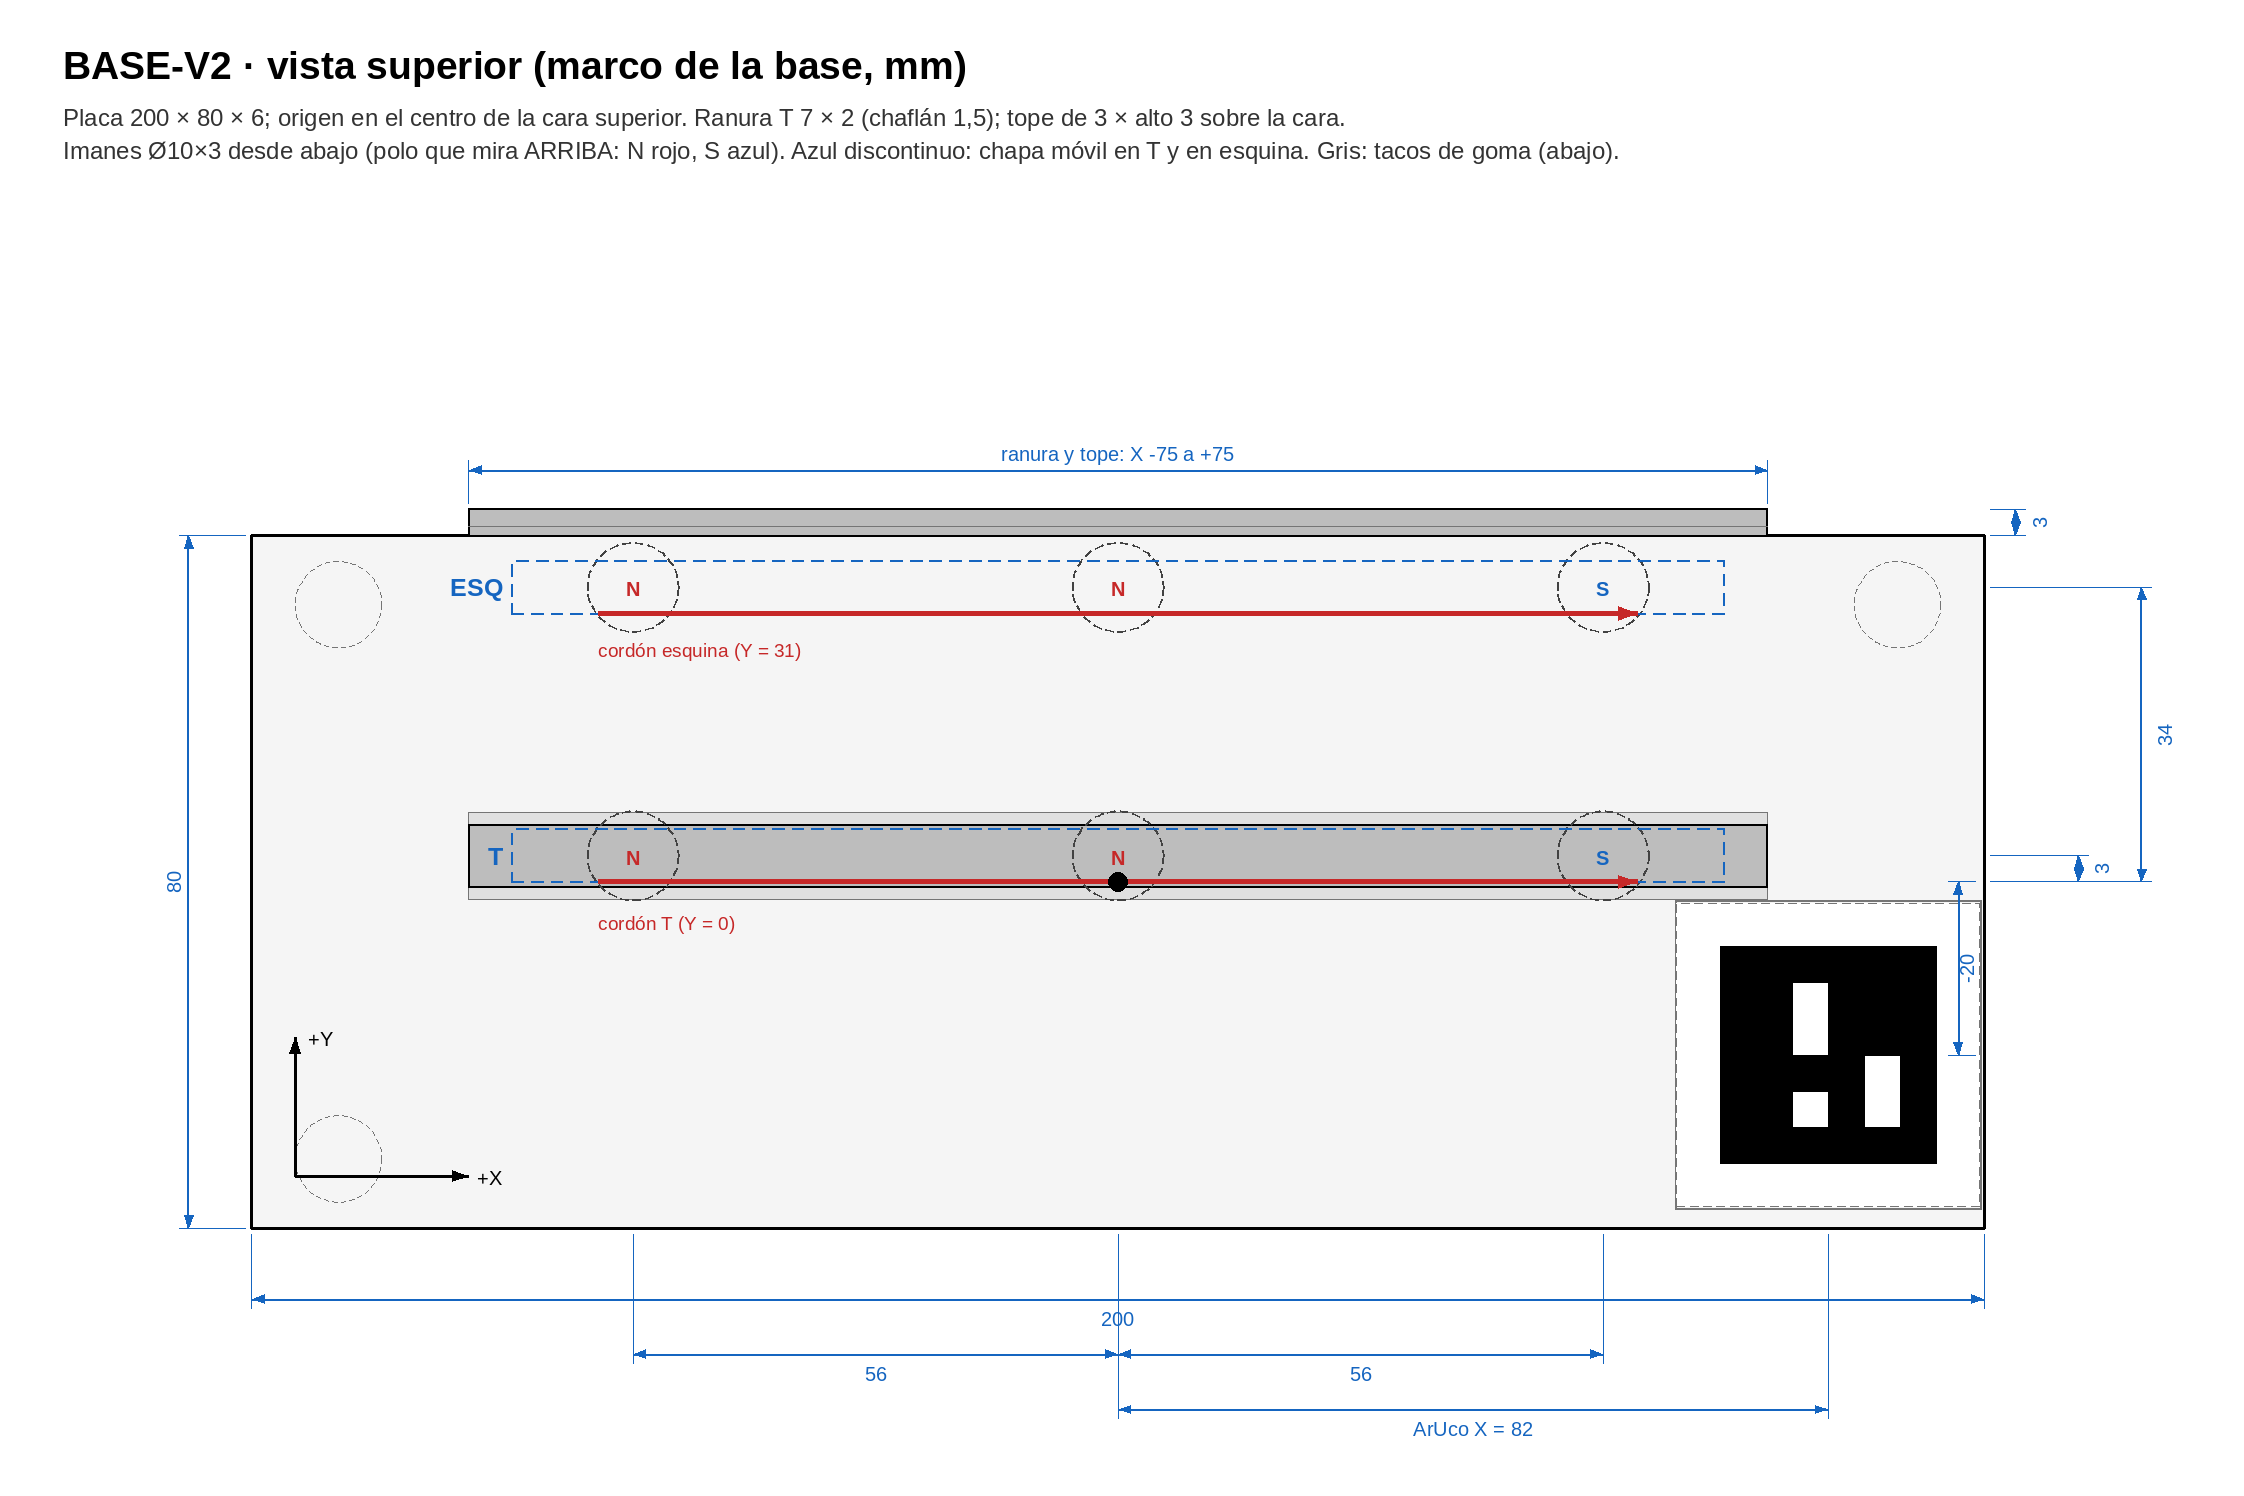 BASE-V2 · vista superior (marco de la base, mm)
Placa 200 × 80 × 6; origen en el centro de la cara superior. Ranura T 7 × 2 (chaflán 1,5); tope de 3 × alto 3 sobre la cara.
Imanes Ø10×3 desde abajo (polo que mira ARRIBA: N rojo, S azul). Azul discontinuo: chapa móvil en T y en esquina. Gris: tacos de goma (abajo).
ranura y tope: X -75 a +75
3
ESQ
N
N
S
cordón esquina (Y = 31)
34
T
N
N
S
3
80
cordón T (Y = 0)
-20
+Y
+X
200
56
56
ArUco X = 82